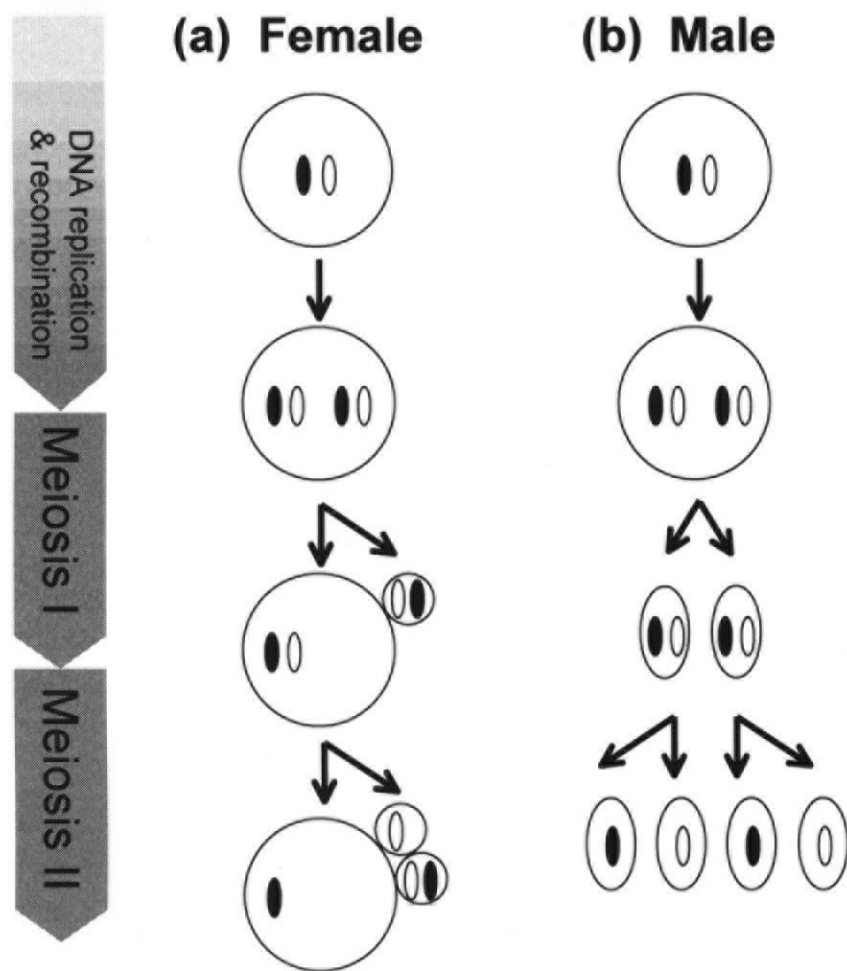 (a) Female
(b) Male
DNA replication
& recombination
Meiosis I
Meiosis II